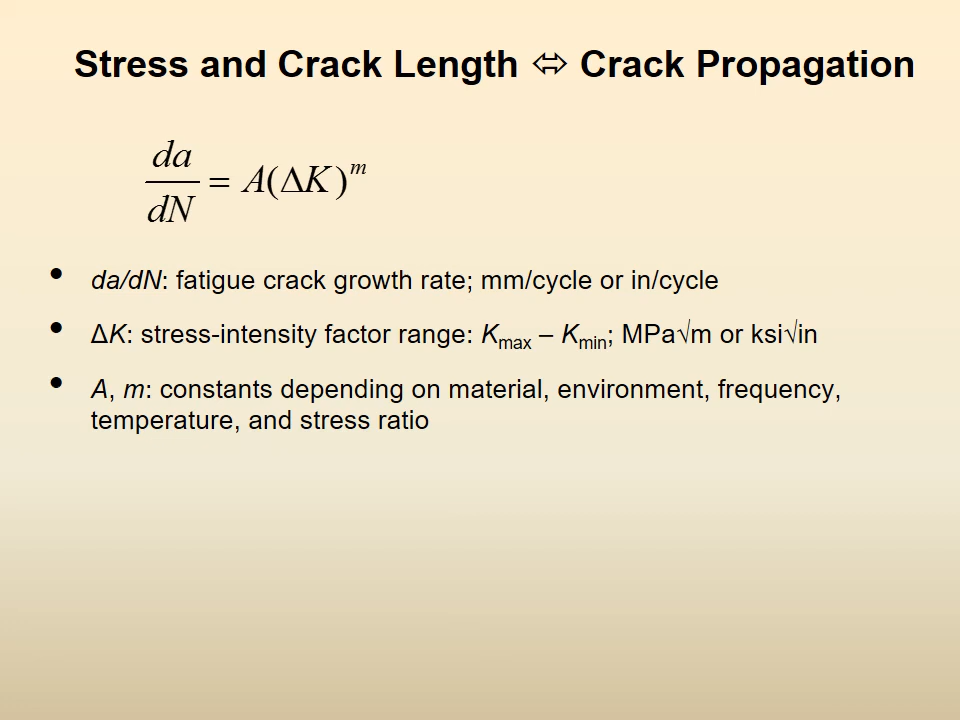 Stress and Crack Length ⬄ Crack Propagation
da/dN = A(ΔK)^m
• da/dN: fatigue crack growth rate; mm/cycle or in/cycle
• ΔK: stress-intensity factor range: Kmax – Kmin; MPa√m or ksi√in
• A, m: constants depending on material, environment, frequency,
temperature, and stress ratio